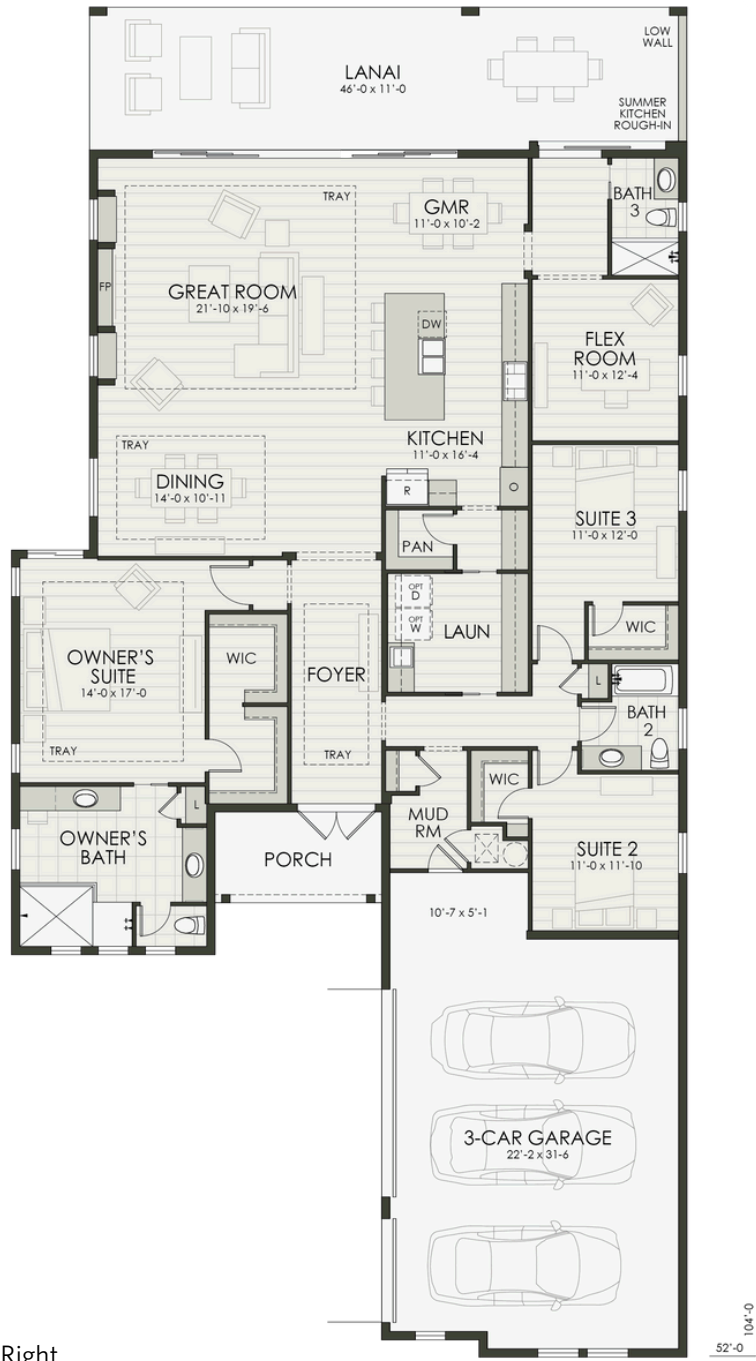 LOW
WALL
LANAI
46'-0 x 11'-0
SUMMER
KITCHEN
ROUGH-IN
TRAY
GMR
11'-0 x 10'-2
BATH
3
FP
GREAT ROOM
21'-10 x 19'-6
DW
FLEX
ROOM
11'-0 x 12'-4
KITCHEN
11'-0 x 16'-4
TRAY
DINING
14'-0 x 10'-11
R
O
SUITE 3
11'-0 x 12'-0
PAN
OPT
D
OPT
W
LAUN
WIC
WIC
OWNER'S
SUITE
14'-0 x 17'-0
FOYER
L
BATH
2
TRAY
TRAY
WIC
L
MUD
RM
OWNER'S
BATH
PORCH
SUITE 2
11'-0 x 11'-10
10'-7 x 5'-1
3-CAR GARAGE
22'-2 x 31-6
104'-0
52'-0
Right